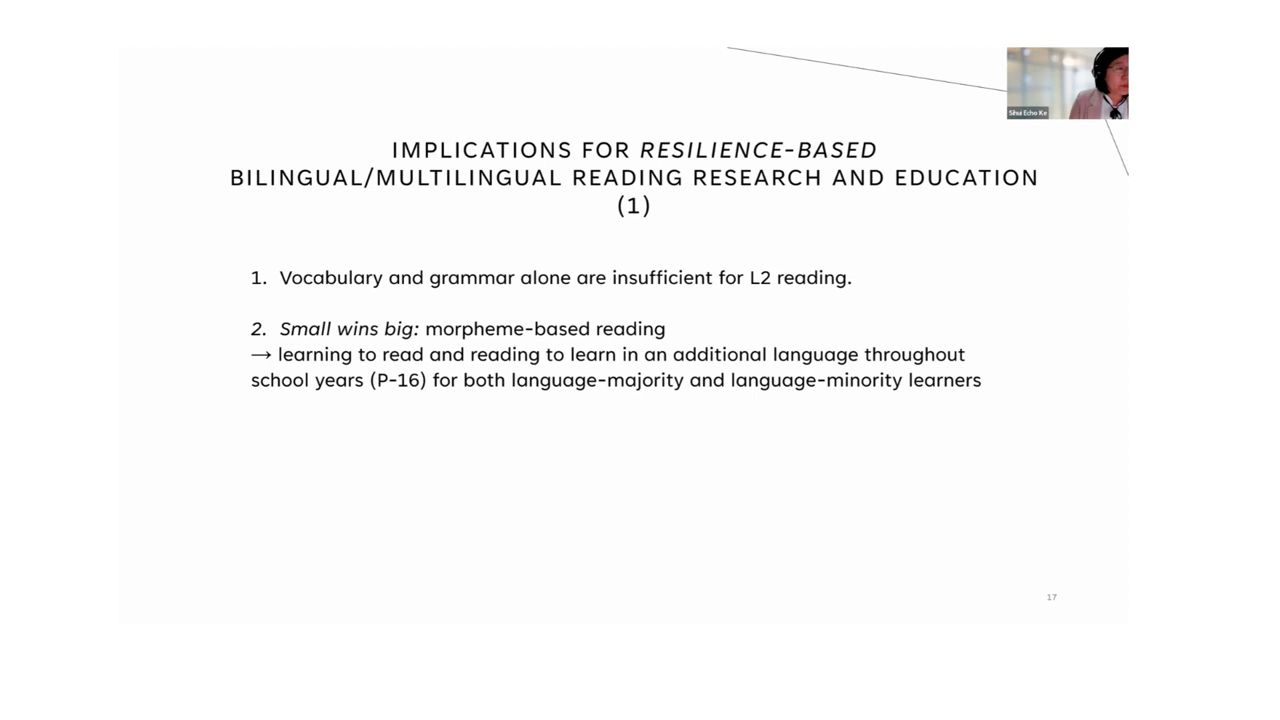 Sihui Echo Ke
IMPLICATIONS FOR RESILIENCE-BASED
BILINGUAL/MULTILINGUAL READING RESEARCH AND EDUCATION
(1)
1. Vocabulary and grammar alone are insufficient for L2 reading.
2. Small wins big: morpheme-based reading
→ learning to read and reading to learn in an additional language throughout
school years (P-16) for both language-majority and language-minority learners
17